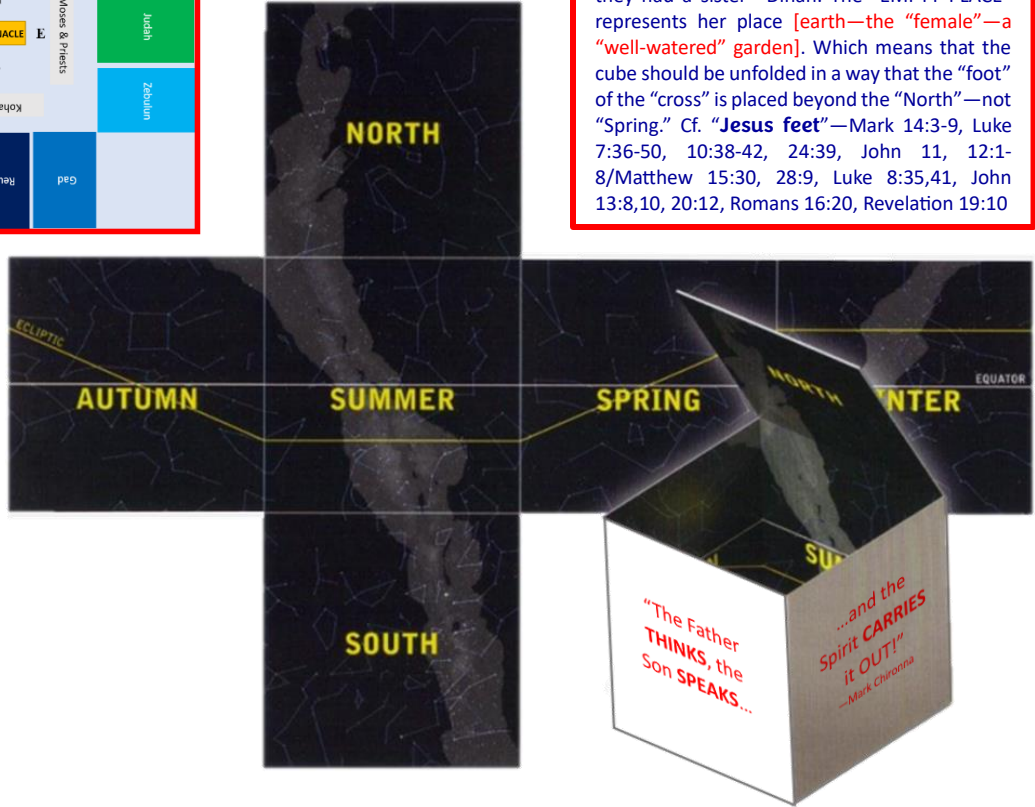 Moses & Priests
NACLE E
Judah
Zebulun
Koha
Reu
Gad
they had a sister—Dinah. The “EMPTY PLACE”
represents her place [earth—the “female”—a
“well-watered” garden]. Which means that the
cube should be unfolded in a way that the “foot”
of the “cross” is placed beyond the “North”—not
“Spring.” Cf. “Jesus feet”—Mark 14:3-9, Luke
7:36-50, 10:38-42, 24:39, John 11, 12:1-
8/Matthew 15:30, 28:9, Luke 8:35,41, John
13:8,10, 20:12, Romans 16:20, Revelation 19:10
NORTH
ECLIPTIC
EQUATOR
AUTUMN
SUMMER
SPRING
NTER
NORTH
SUM
SOUTH
“The Father
THINKS, the
Son SPEAKS...
...and the
Spirit CARRIES
it OUT!”
—Mark Chironna